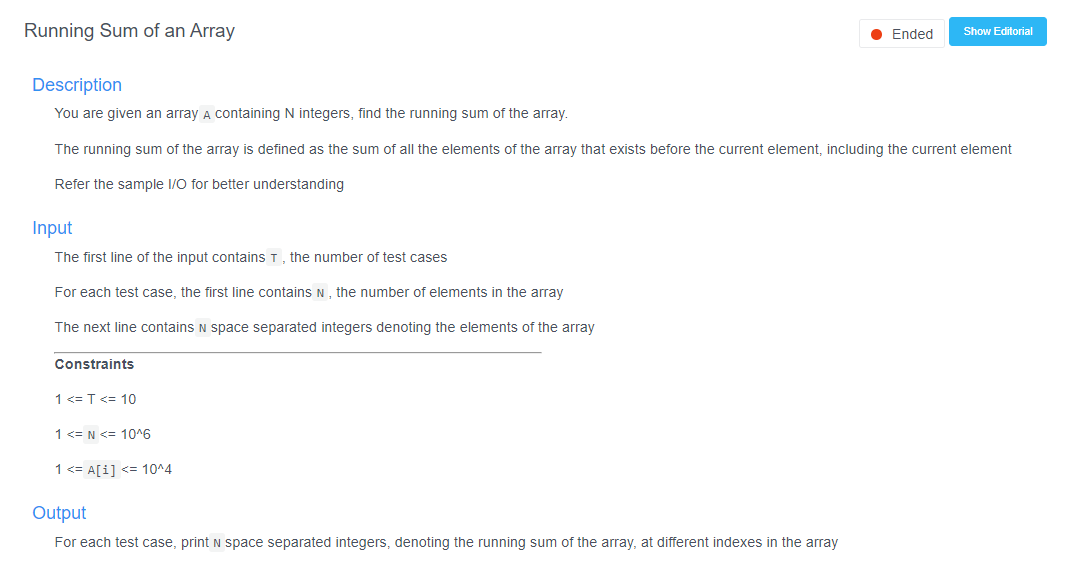 Running Sum of an Array
Ended
Show Editorial
Description
You are given an array A containing N integers, find the running sum of the array.
The running sum of the array is defined as the sum of all the elements of the array that exists before the current element, including the current element
Refer the sample I/O for better understanding
Input
The first line of the input contains T, the number of test cases
For each test case, the first line contains N, the number of elements in the array
The next line contains N space separated integers denoting the elements of the array
Constraints
1 <= T <= 10
1 <= N <= 10^6
1 <= A[i] <= 10^4
Output
For each test case, print N space separated integers, denoting the running sum of the array, at different indexes in the array